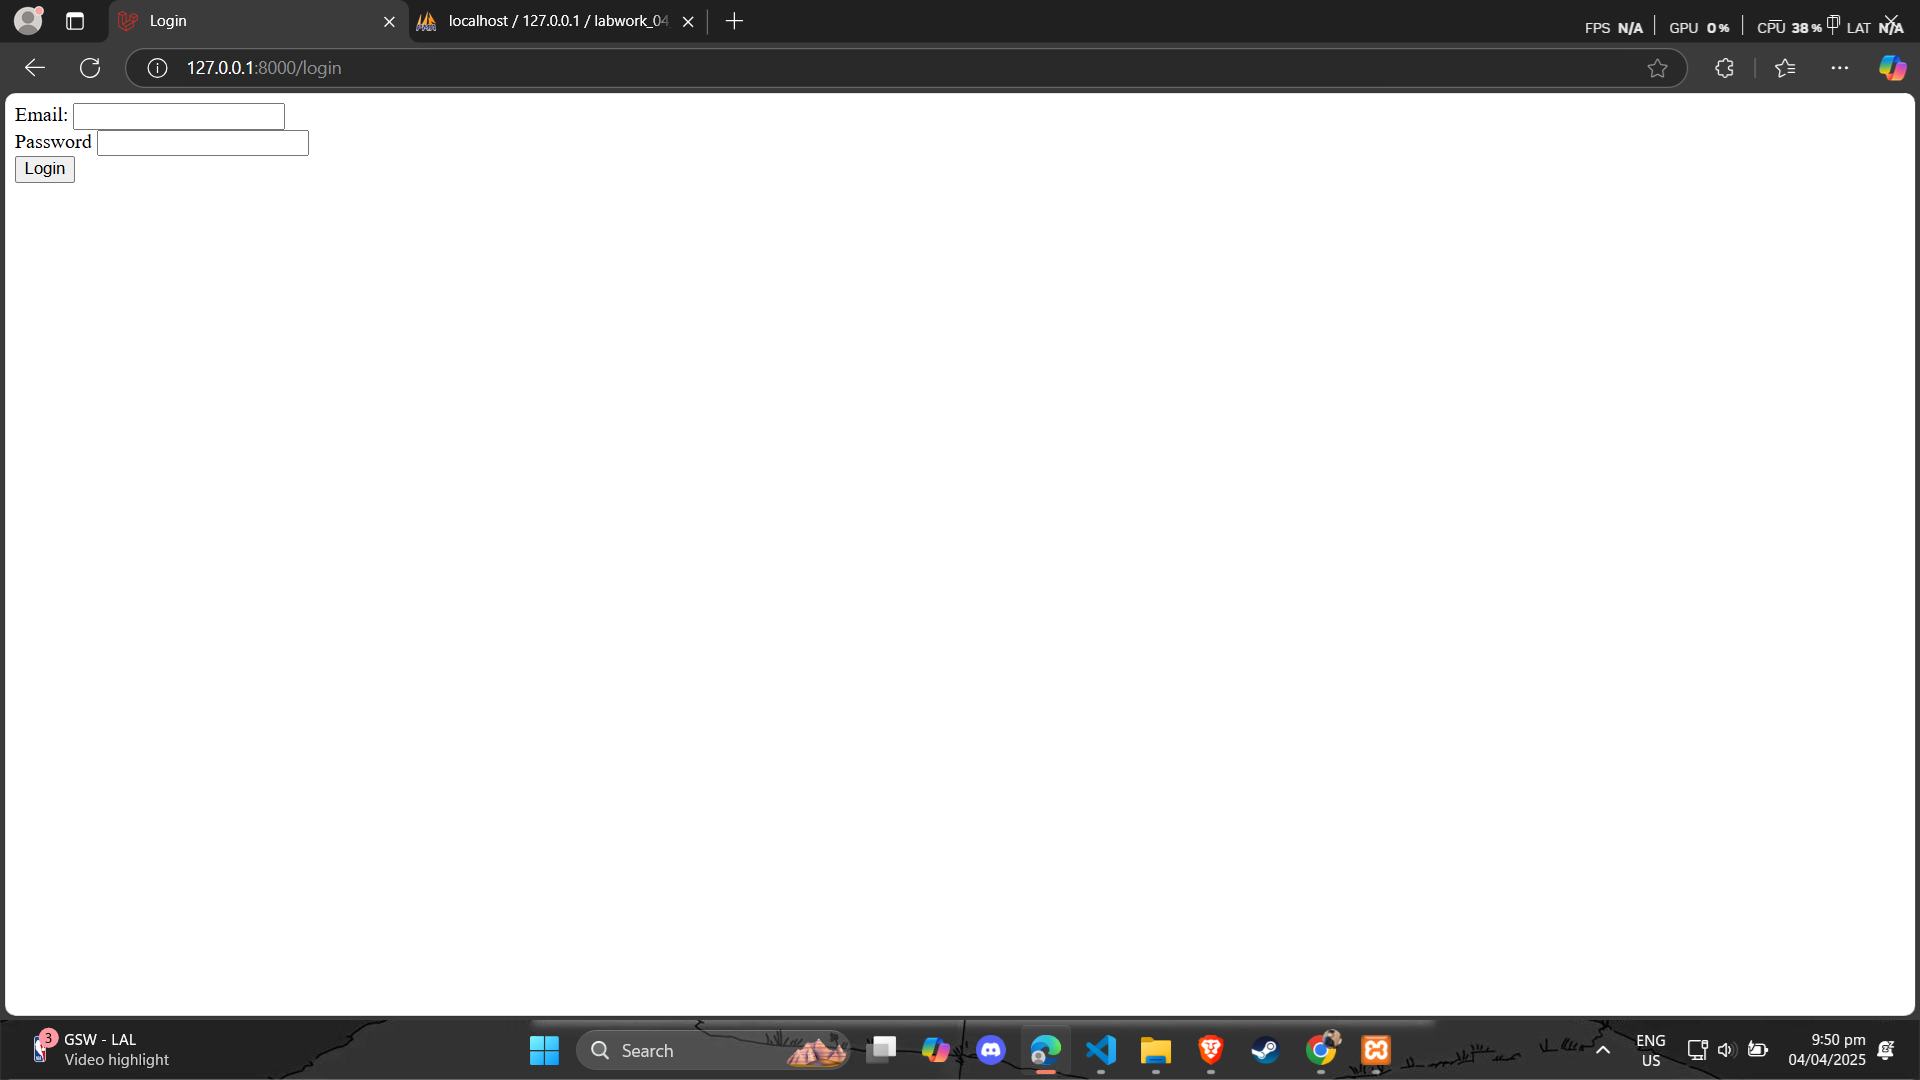 Login
localhost / 127.0.0.1 / labwork_04
FPS N/A GPU 0% CPU 38% LAT N/A
127.0.0.1:8000/login
Email:
Password
Login
3
GSW - LAL
Video highlight
Search
ENG
US
9:50 pm
04/04/2025